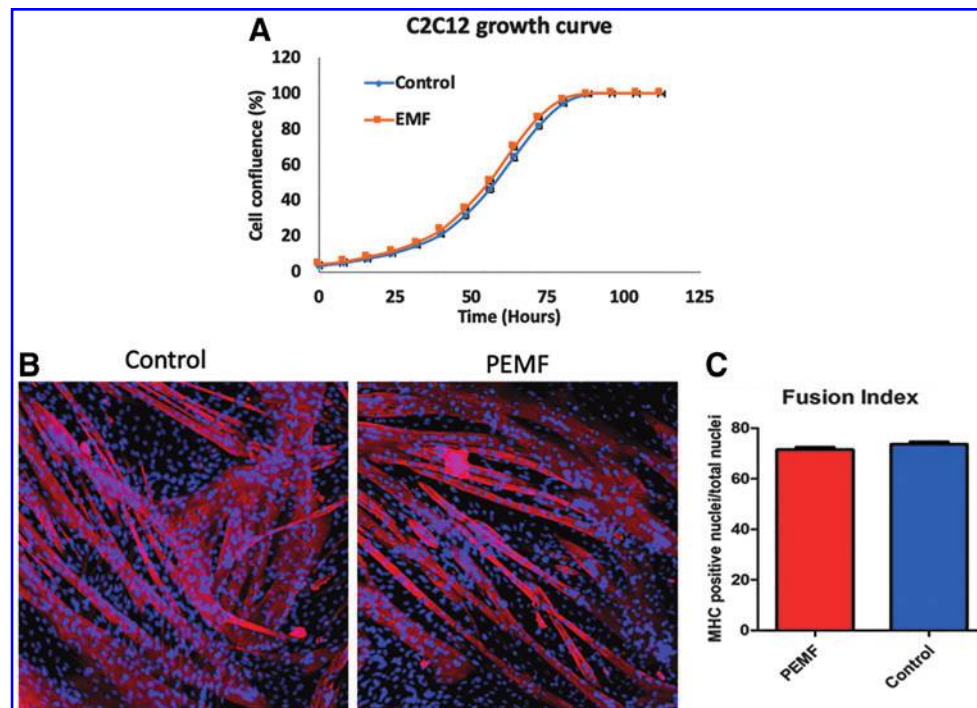 A
C2C12 growth curve
Cell confluence (%)
120
100
80
60
40
20
0
Control
EMF
0 25 50 75 100 125
Time (Hours)
B
Control
PEMF
C
Fusion Index
MHC positive nuclei/total nuclei
80
60
40
20
0
PEMF
Control